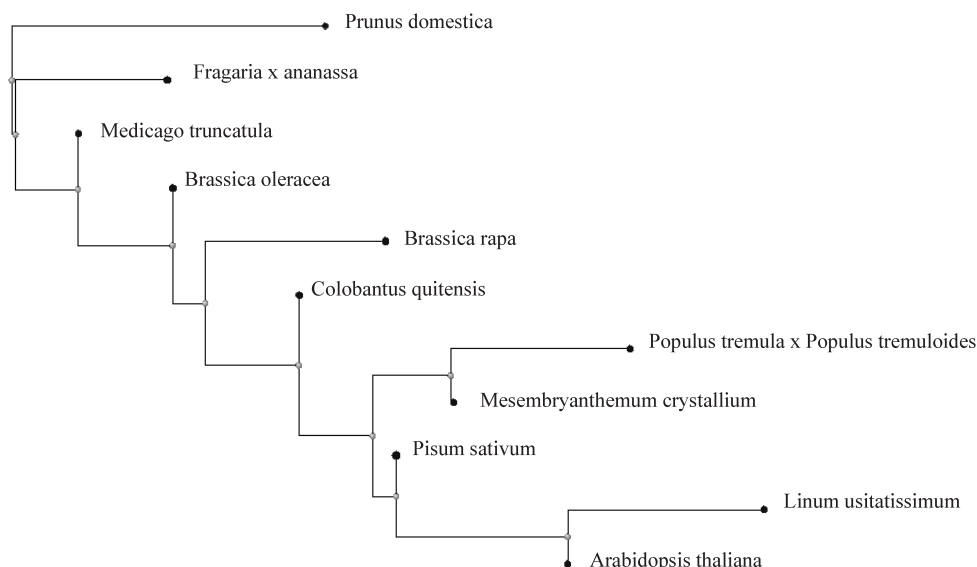 Prunus domestica
Fragaria x ananassa
Medicago truncatula
Brassica oleracea
Brassica rapa
Colobantus quitensis
Populus tremula x Populus tremuloides
Mesembryanthemum crystallium
Pisum sativum
Linum usitatissimum
Arabidopsis thaliana